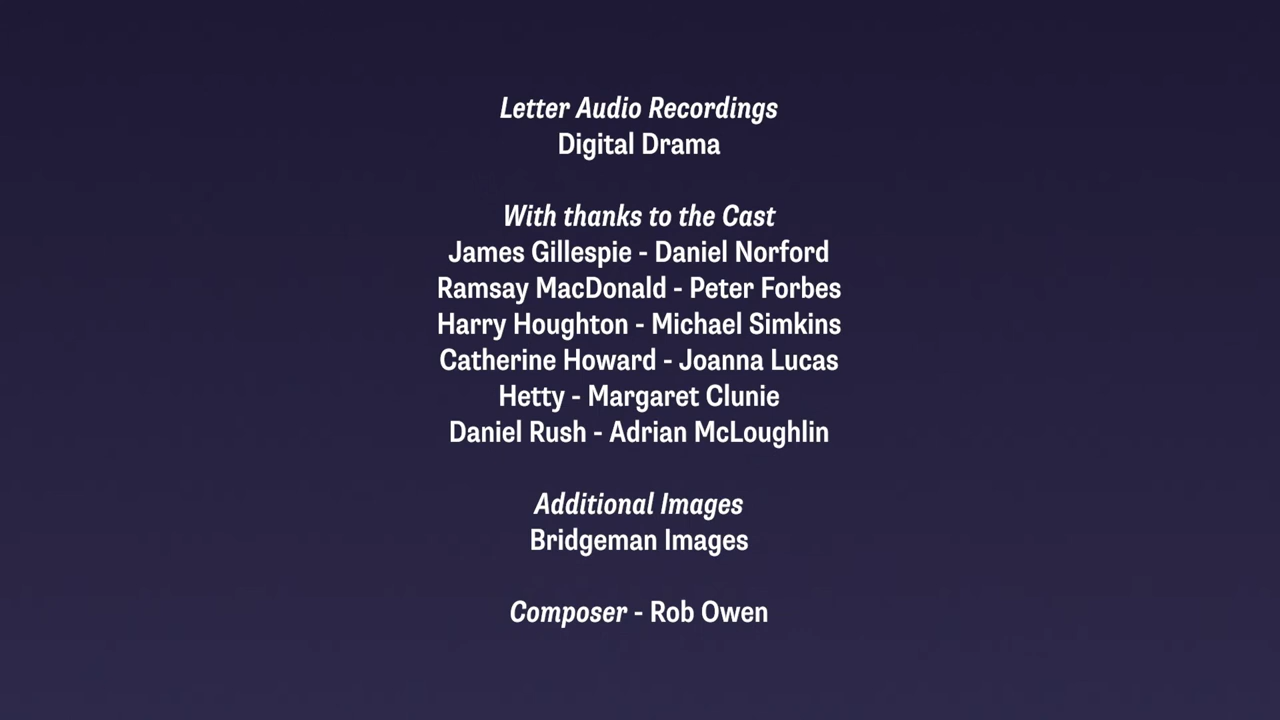 Letter Audio Recordings
Digital Drama
With thanks to the Cast
James Gillespie - Daniel Norford
Ramsay MacDonald - Peter Forbes
Harry Houghton - Michael Simkins
Catherine Howard - Joanna Lucas
Hetty - Margaret Clunie
Daniel Rush - Adrian McLoughlin
Additional Images
Bridgeman Images
Composer - Rob Owen